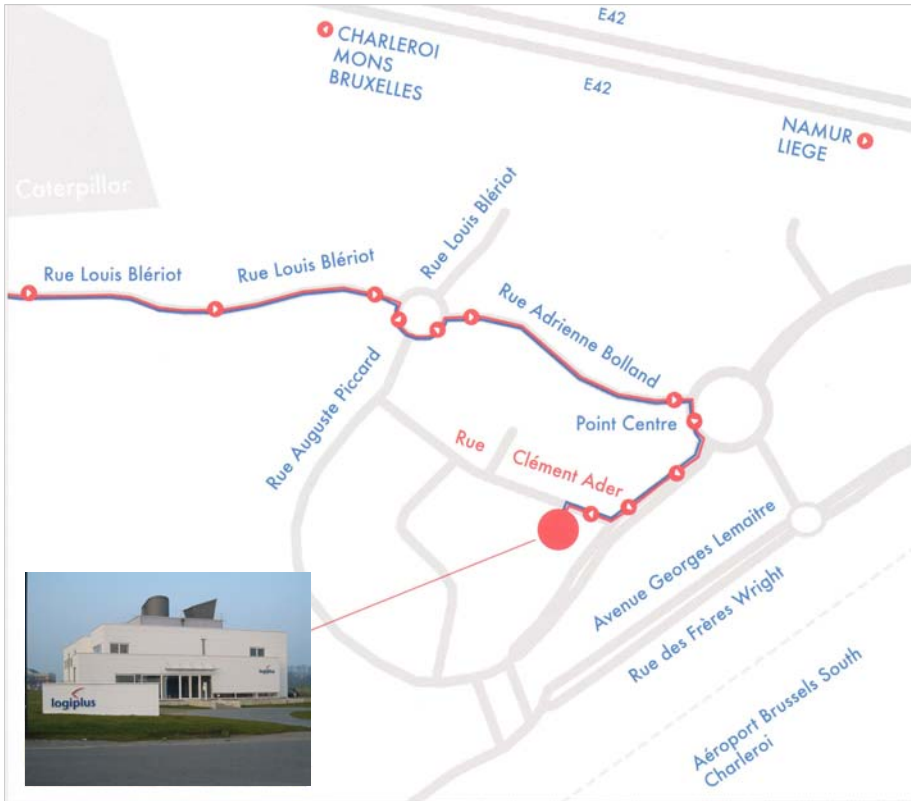 E42
CHARLEROI
MONS
BRUXELLES
E42
NAMUR
LIEGE
Caterpillar
Rue Louis Blériot
Rue Louis Blériot
Rue Louis Blériot
Rue Adrienne Bolland
Rue Auguste Piccard
Point Centre
Rue Clément Ader
Avenue Georges Lemaitre
Rue des Frères Wright
Aéroport Brussels South
Charleroi
logiplus
logiplus